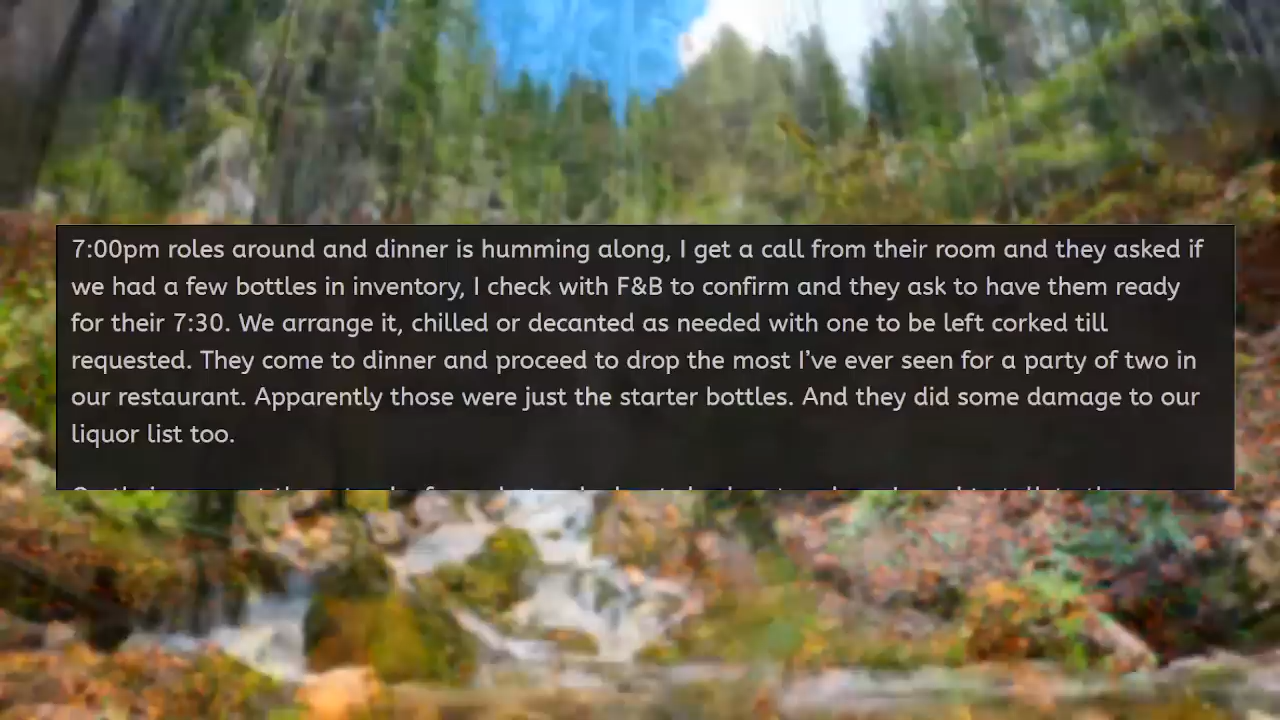 7:00pm roles around and dinner is humming along, I get a call from their room and they asked if
we had a few bottles in inventory, I check with F&B to confirm and they ask to have them ready
for their 7:30. We arrange it, chilled or decanted as needed with one to be left corked till
requested. They come to dinner and proceed to drop the most I’ve ever seen for a party of two in
our restaurant. Apparently those were just the starter bottles. And they did some damage to our
liquor list too.